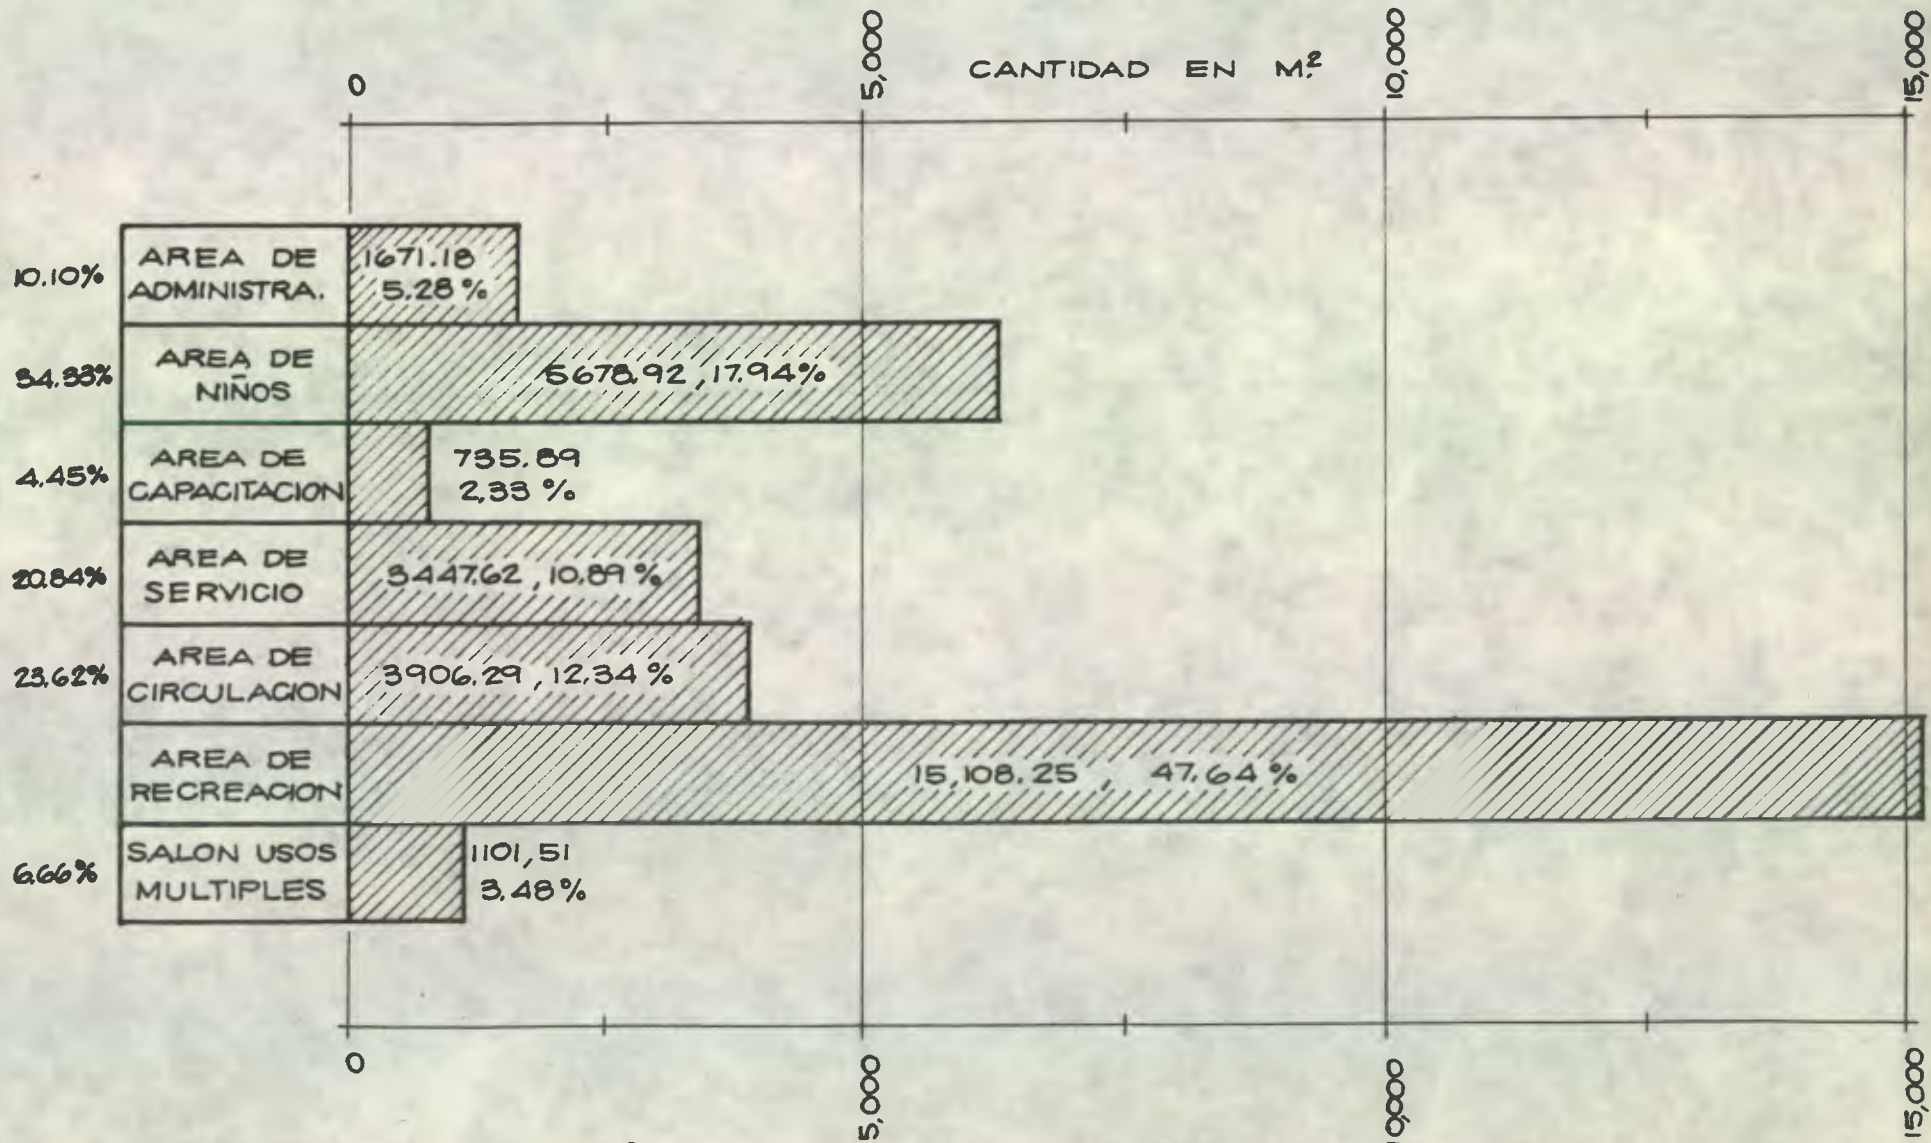 0
5,000
CANTIDAD EN M.²
10,000
15,000
10.10%
AREA DE
ADMINISTRA.
1671.18
5.28%
34.33%
AREA DE
NIÑOS
5678.92, 17.94%
4.45%
AREA DE
CAPACITACION
735.89
2,33 %
20.84%
AREA DE
SERVICIO
3447.62, 10.89%
23.62%
AREA DE
CIRCULACION
3906.29, 12.34%
AREA DE
RECREACION
15,108.25, 47.64%
6.66%
SALON USOS
MULTIPLES
1101,51
3.48%
0
5,000
10,000
15,000